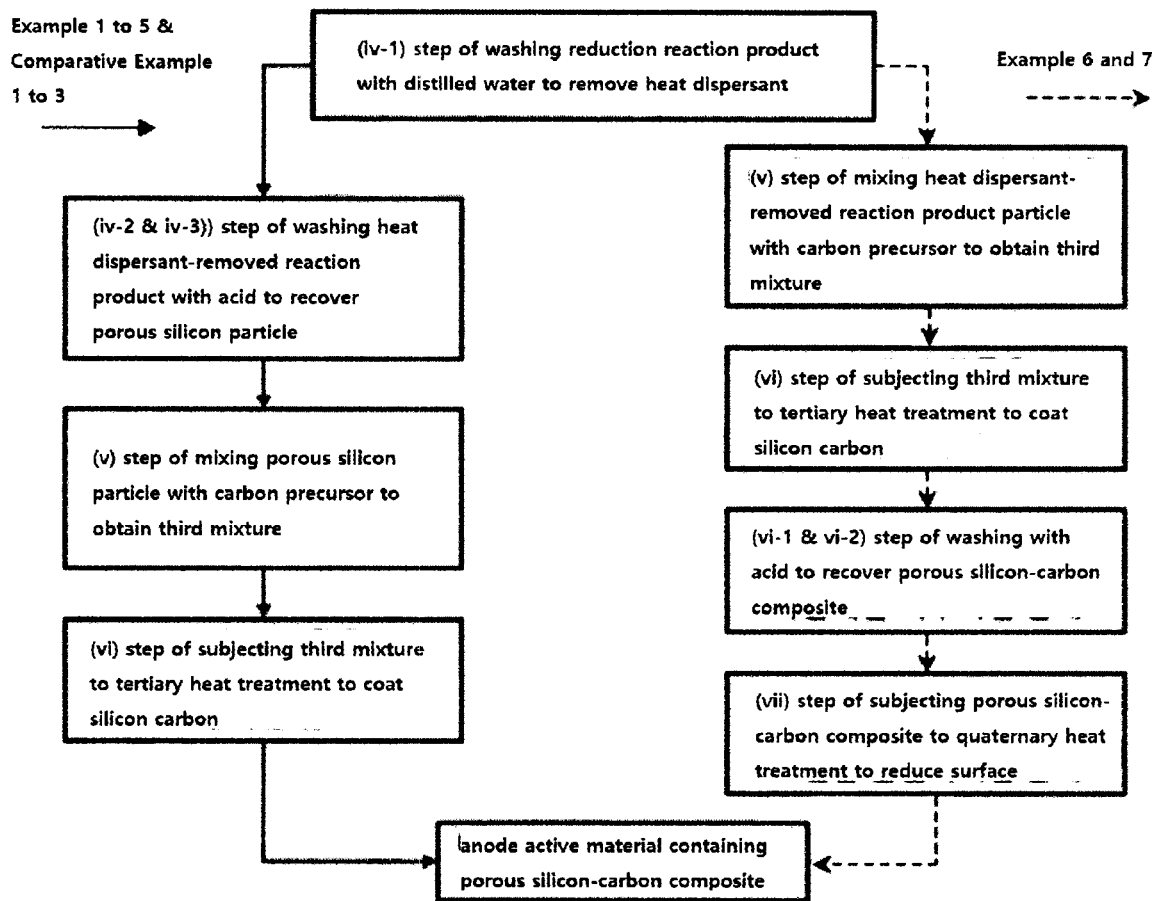 Example 1 to 5 &
Comparative Example
1 to 3
(iv-1) step of washing reduction reaction product
with distilled water to remove heat dispersant
Example 6 and 7
(iv-2 & iv-3)) step of washing heat
dispersant-removed reaction
product with acid to recover
porous silicon particle
(v) step of mixing porous silicon
particle with carbon precursor to
obtain third mixture
(vi) step of subjecting third mixture
to tertiary heat treatment to coat
silicon carbon
(v) step of mixing heat dispersant-
removed reaction product particle
with carbon precursor to obtain third
mixture
(vi) step of subjecting third mixture
to tertiary heat treatment to coat
silicon carbon
(vi-1 & vi-2) step of washing with
acid to recover porous silicon-carbon
composite
(vii) step of subjecting porous silicon-
carbon composite to quaternary heat
treatment to reduce surface
anode active material containing
porous silicon-carbon composite